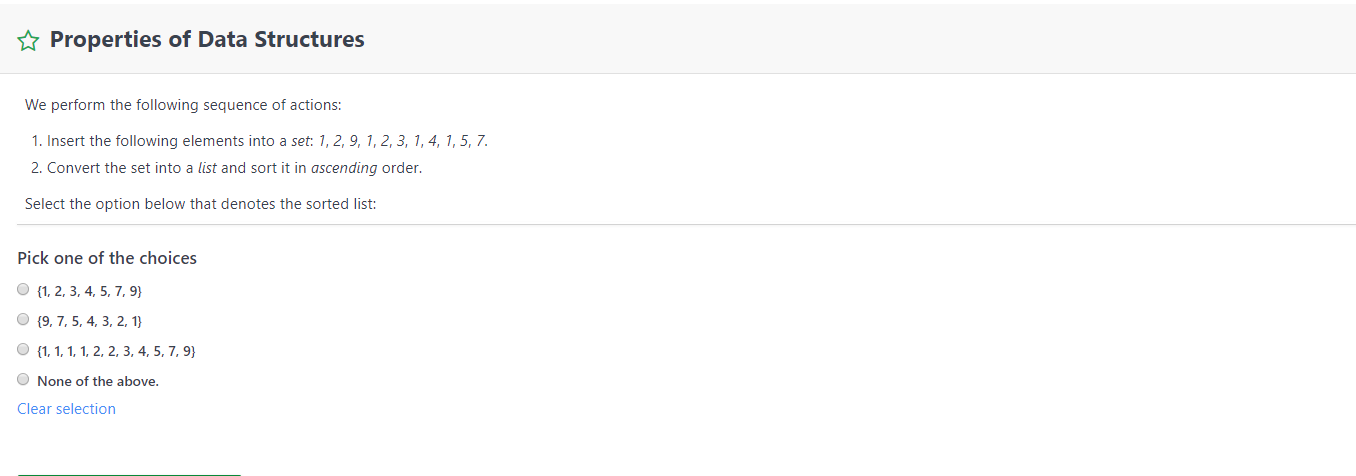 Properties of Data Structures
We perform the following sequence of actions:
1. Insert the following elements into a set: 1, 2, 9, 1, 2, 3, 1, 4, 1, 5, 7.
2. Convert the set into a list and sort it in ascending order.
Select the option below that denotes the sorted list:
Pick one of the choices
{1, 2, 3, 4, 5, 7, 9}
{9, 7, 5, 4, 3, 2, 1}
{1, 1, 1, 1, 2, 2, 3, 4, 5, 7, 9}
None of the above.
Clear selection